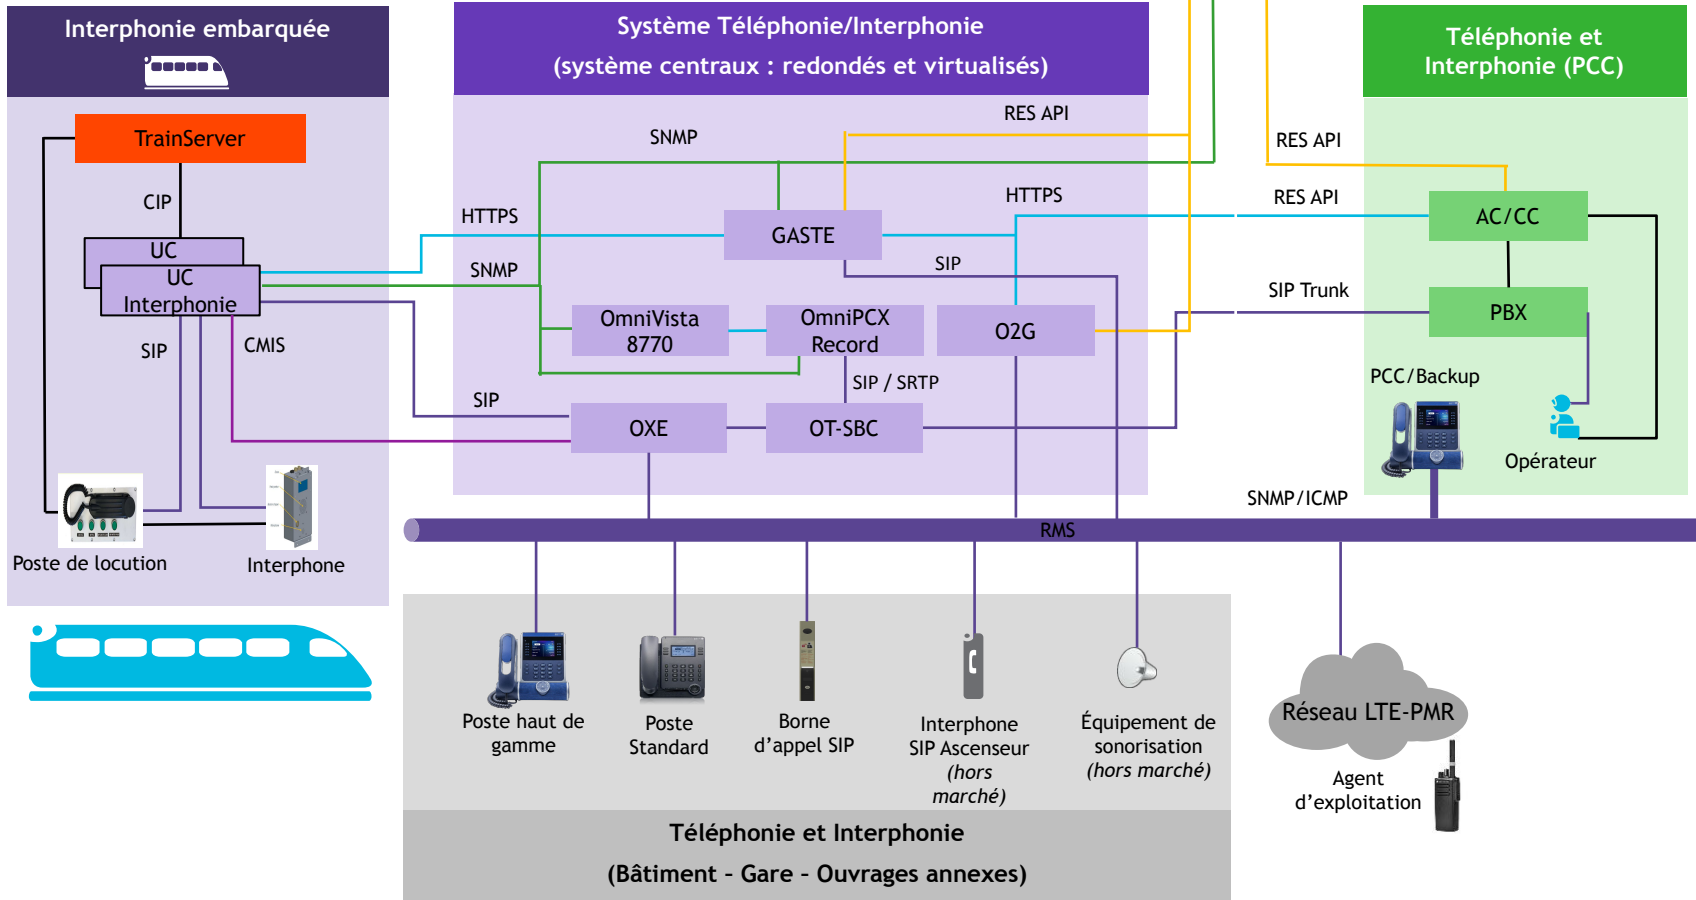 Interphonie embarquée
TrainServer
CIP
UC
UC
Interphonie
SIP
CMIS
Poste de locution
Interphone
Système Téléphonie/Interphonie
(système centraux : redondés et virtualisés)
RES API
SNMP
HTTPS
HTTPS
GASTE
SNMP
SIP
OmniVista
8770
OmniPCX
Record
O2G
SIP / SRTP
SIP
OXE
OT-SBC
Téléphonie et
Interphonie (PCC)
RES API
RES API
AC/CC
SIP Trunk
PBX
PCC/Backup
Opérateur
SNMP/ICMP
RMS
Poste haut de
gamme
Poste
Standard
Borne
d’appel SIP
Interphone
SIP Ascenseur
(hors
marché)
Équipement de
sonorisation
(hors marché)
Réseau LTE-PMR
Agent
d’exploitation
Téléphonie et Interphonie
(Bâtiment – Gare – Ouvrages annexes)